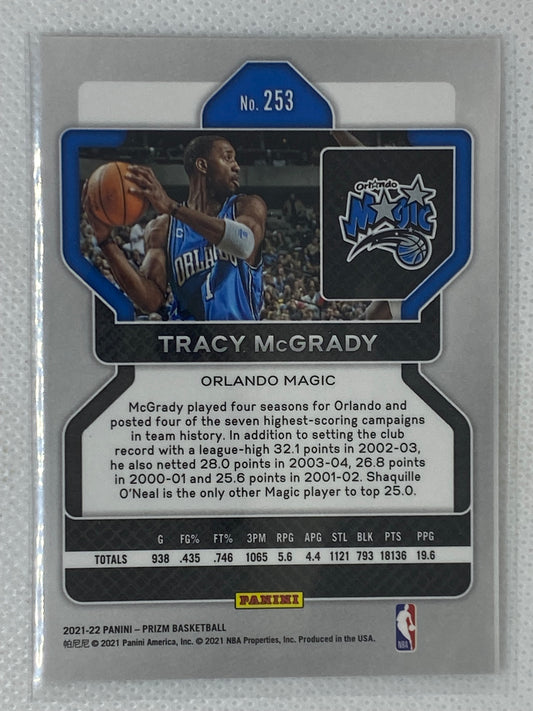 No. 253
Orlando
MAGIC
ORLANDO
1
TRACY McGRADY
ORLANDO MAGIC
McGrady played four seasons for Orlando and
posted four of the seven highest-scoring campaigns
in team history. In addition to setting the club
record with a league-high 32.1 points in 2002-03,
he also netted 28.0 points in 2003-04, 26.8 points
in 2000-01 and 25.6 points in 2001-02. Shaquille
O'Neal is the only other Magic player to top 25.0.
G FG% FT% 3PM RPG APG STL BLK PTS PPG
TOTALS 938 .435 .746 1065 5.6 4.4 1121 793 18136 19.6
PANINI
2021-22 PANINI – PRIZM BASKETBALL
帕尼尼 © 2021 Panini America, Inc. © 2021 NBA Properties, Inc. Produced in the USA.
NBA